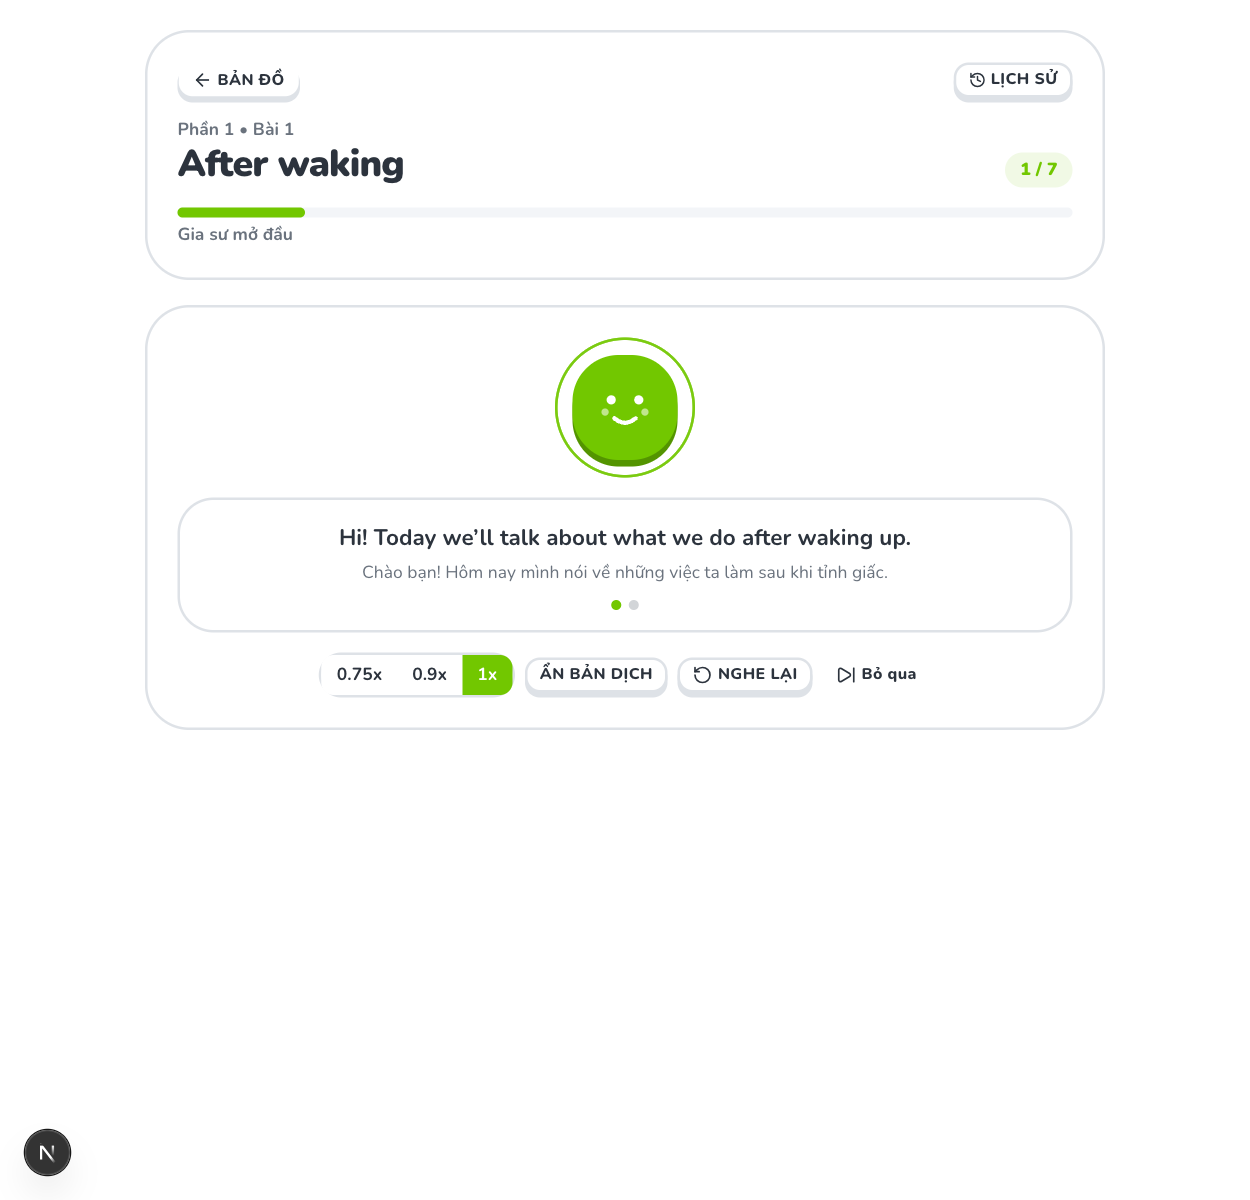 BẢN ĐỒ
LỊCH SỬ
Phần 1 • Bài 1
After waking
1 / 7
Gia sư mở đầu
Hi! Today we’ll talk about what we do after waking up.
Chào bạn! Hôm nay mình nói về những việc ta làm sau khi tỉnh giấc.
0.75x 0.9x 1x ẨN BẢN DỊCH NGHE LẠI Bỏ qua
N